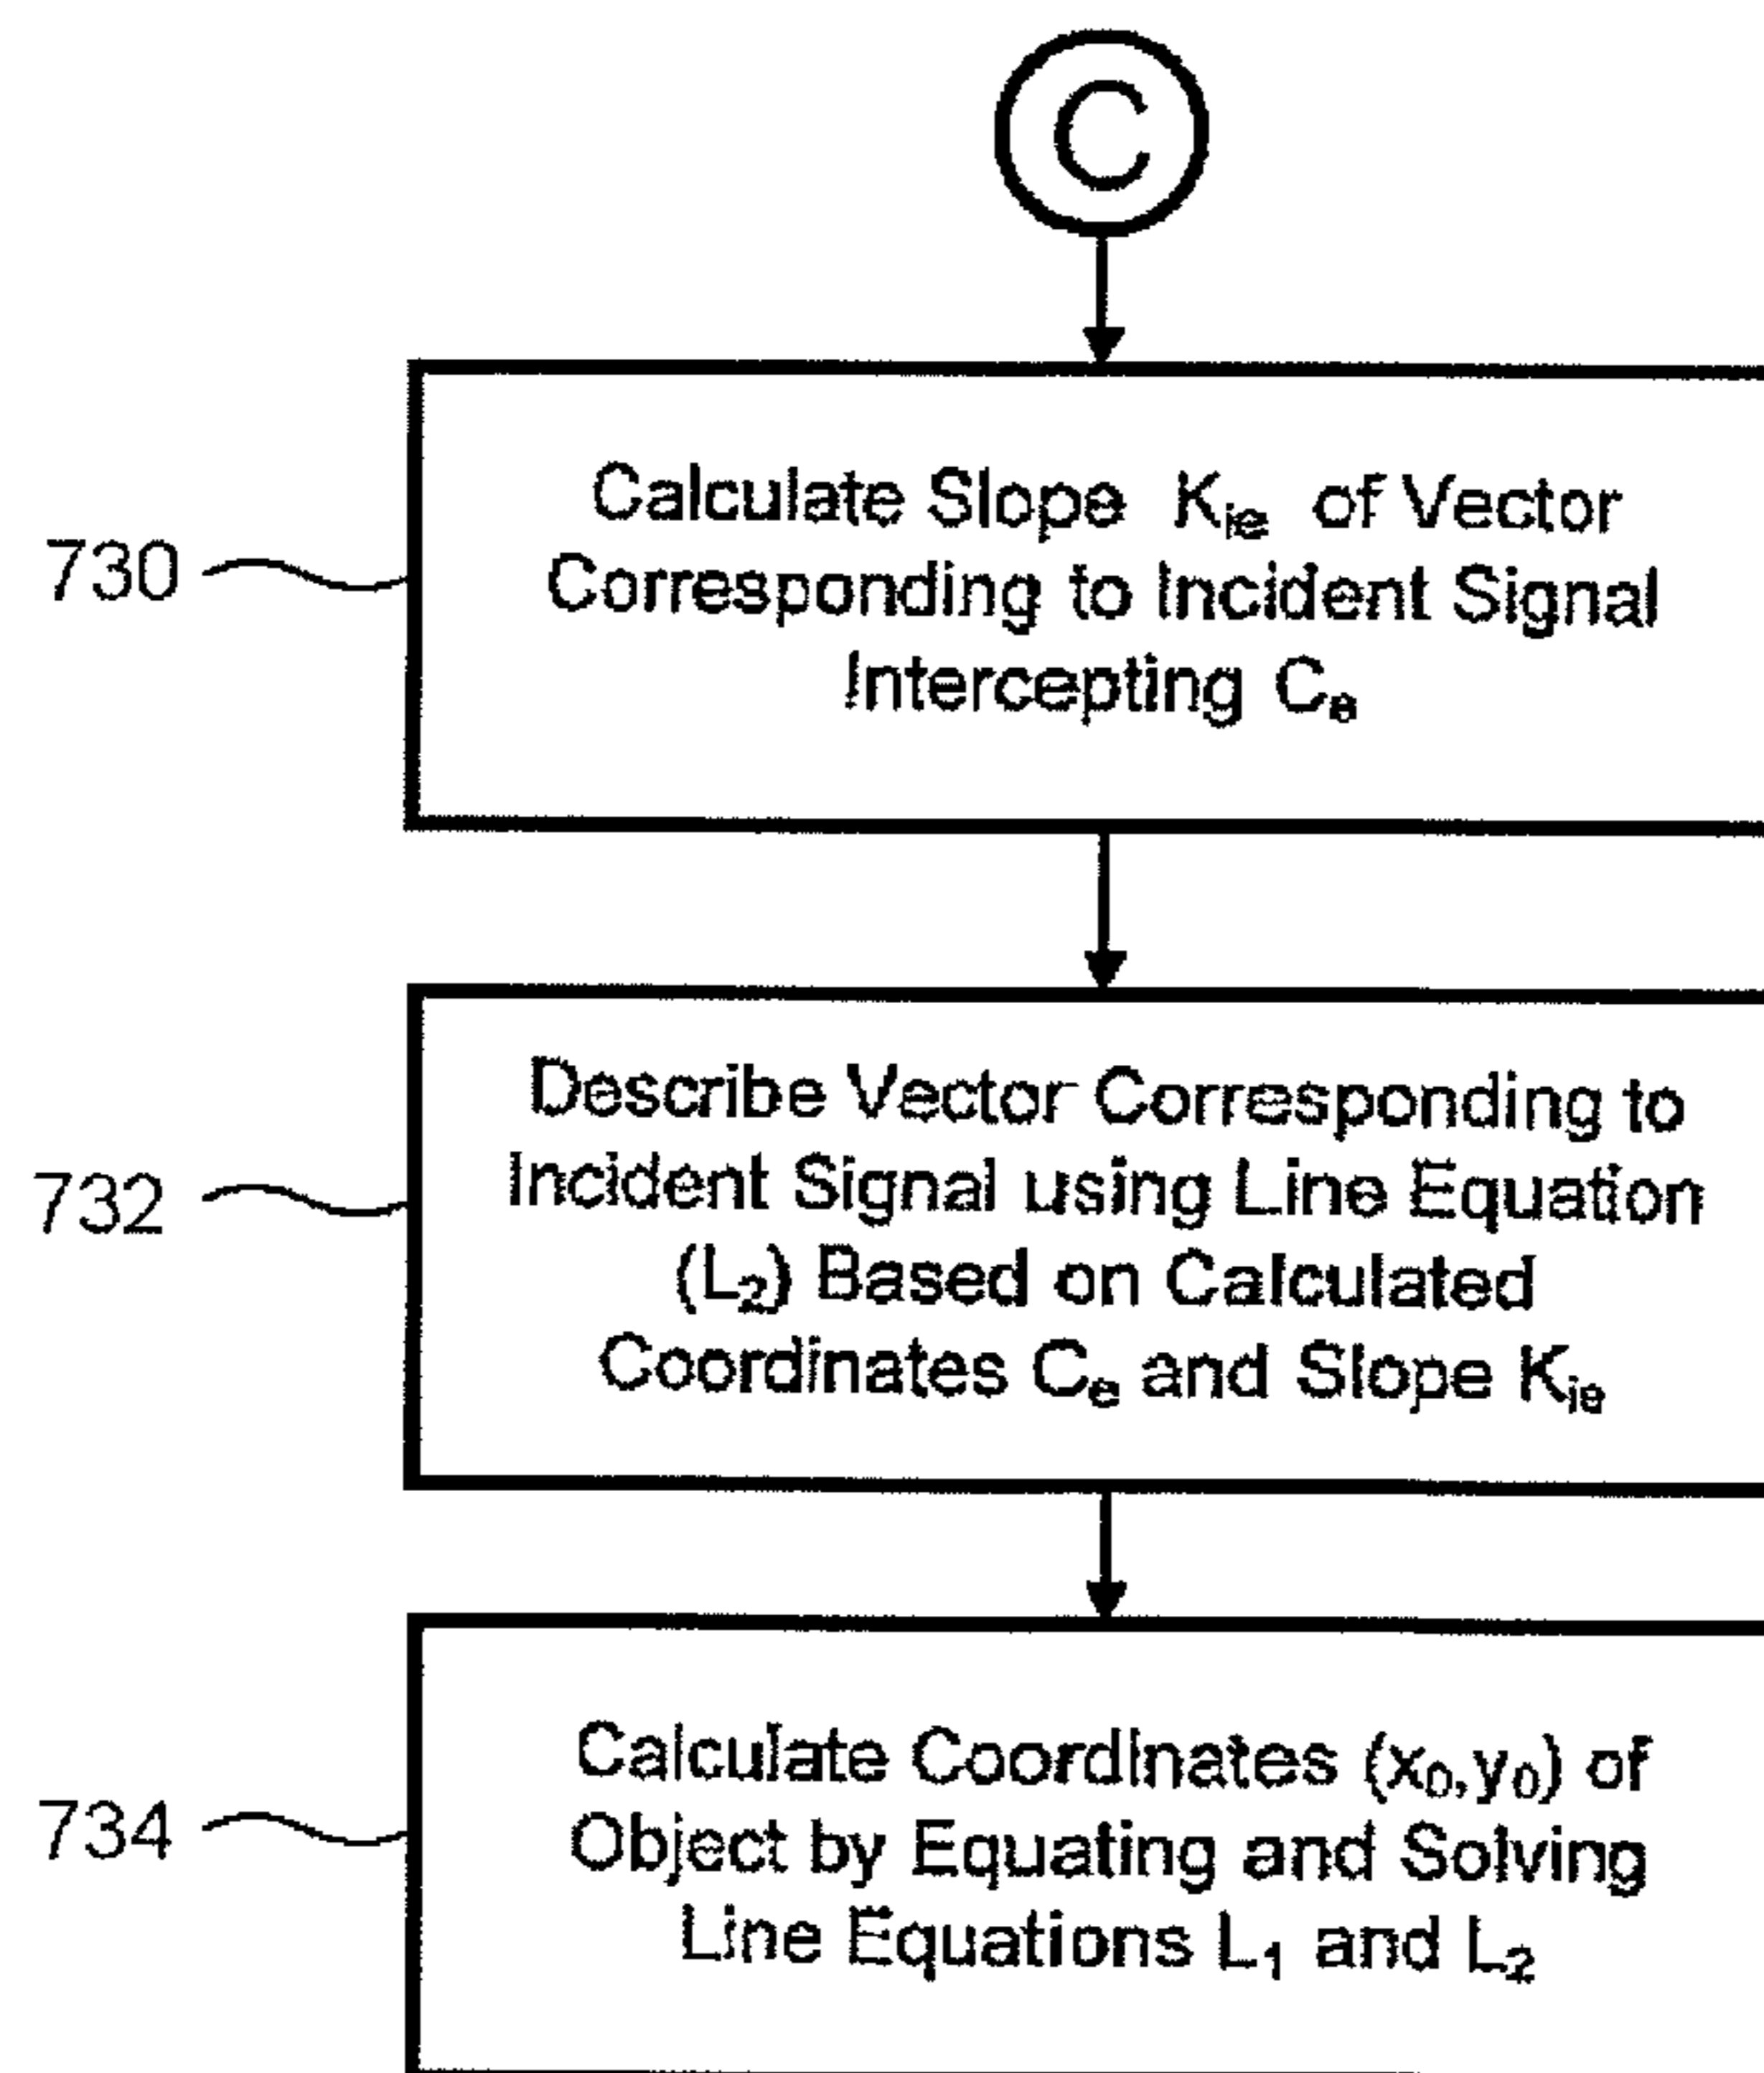 C
730
Calculate Slope K_ie of Vector
Corresponding to Incident Signal
Intercepting C_e
732
Describe Vector Corresponding to
Incident Signal using Line Equation
(L_2) Based on Calculated
Coordinates C_e and Slope K_ie
734
Calculate Coordinates (x_0,y_0) of
Object by Equating and Solving
Line Equations L_1 and L_2